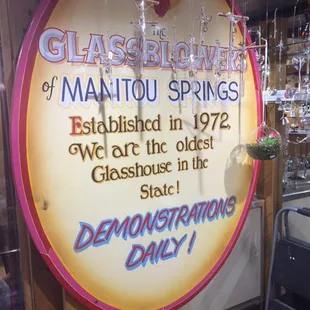 The
GLASSBLOWERS
of MANITOU SPRINGS
Established in 1972,
We are the oldest
Glasshouse in the
State!
DEMONSTRATIONS
DAILY!